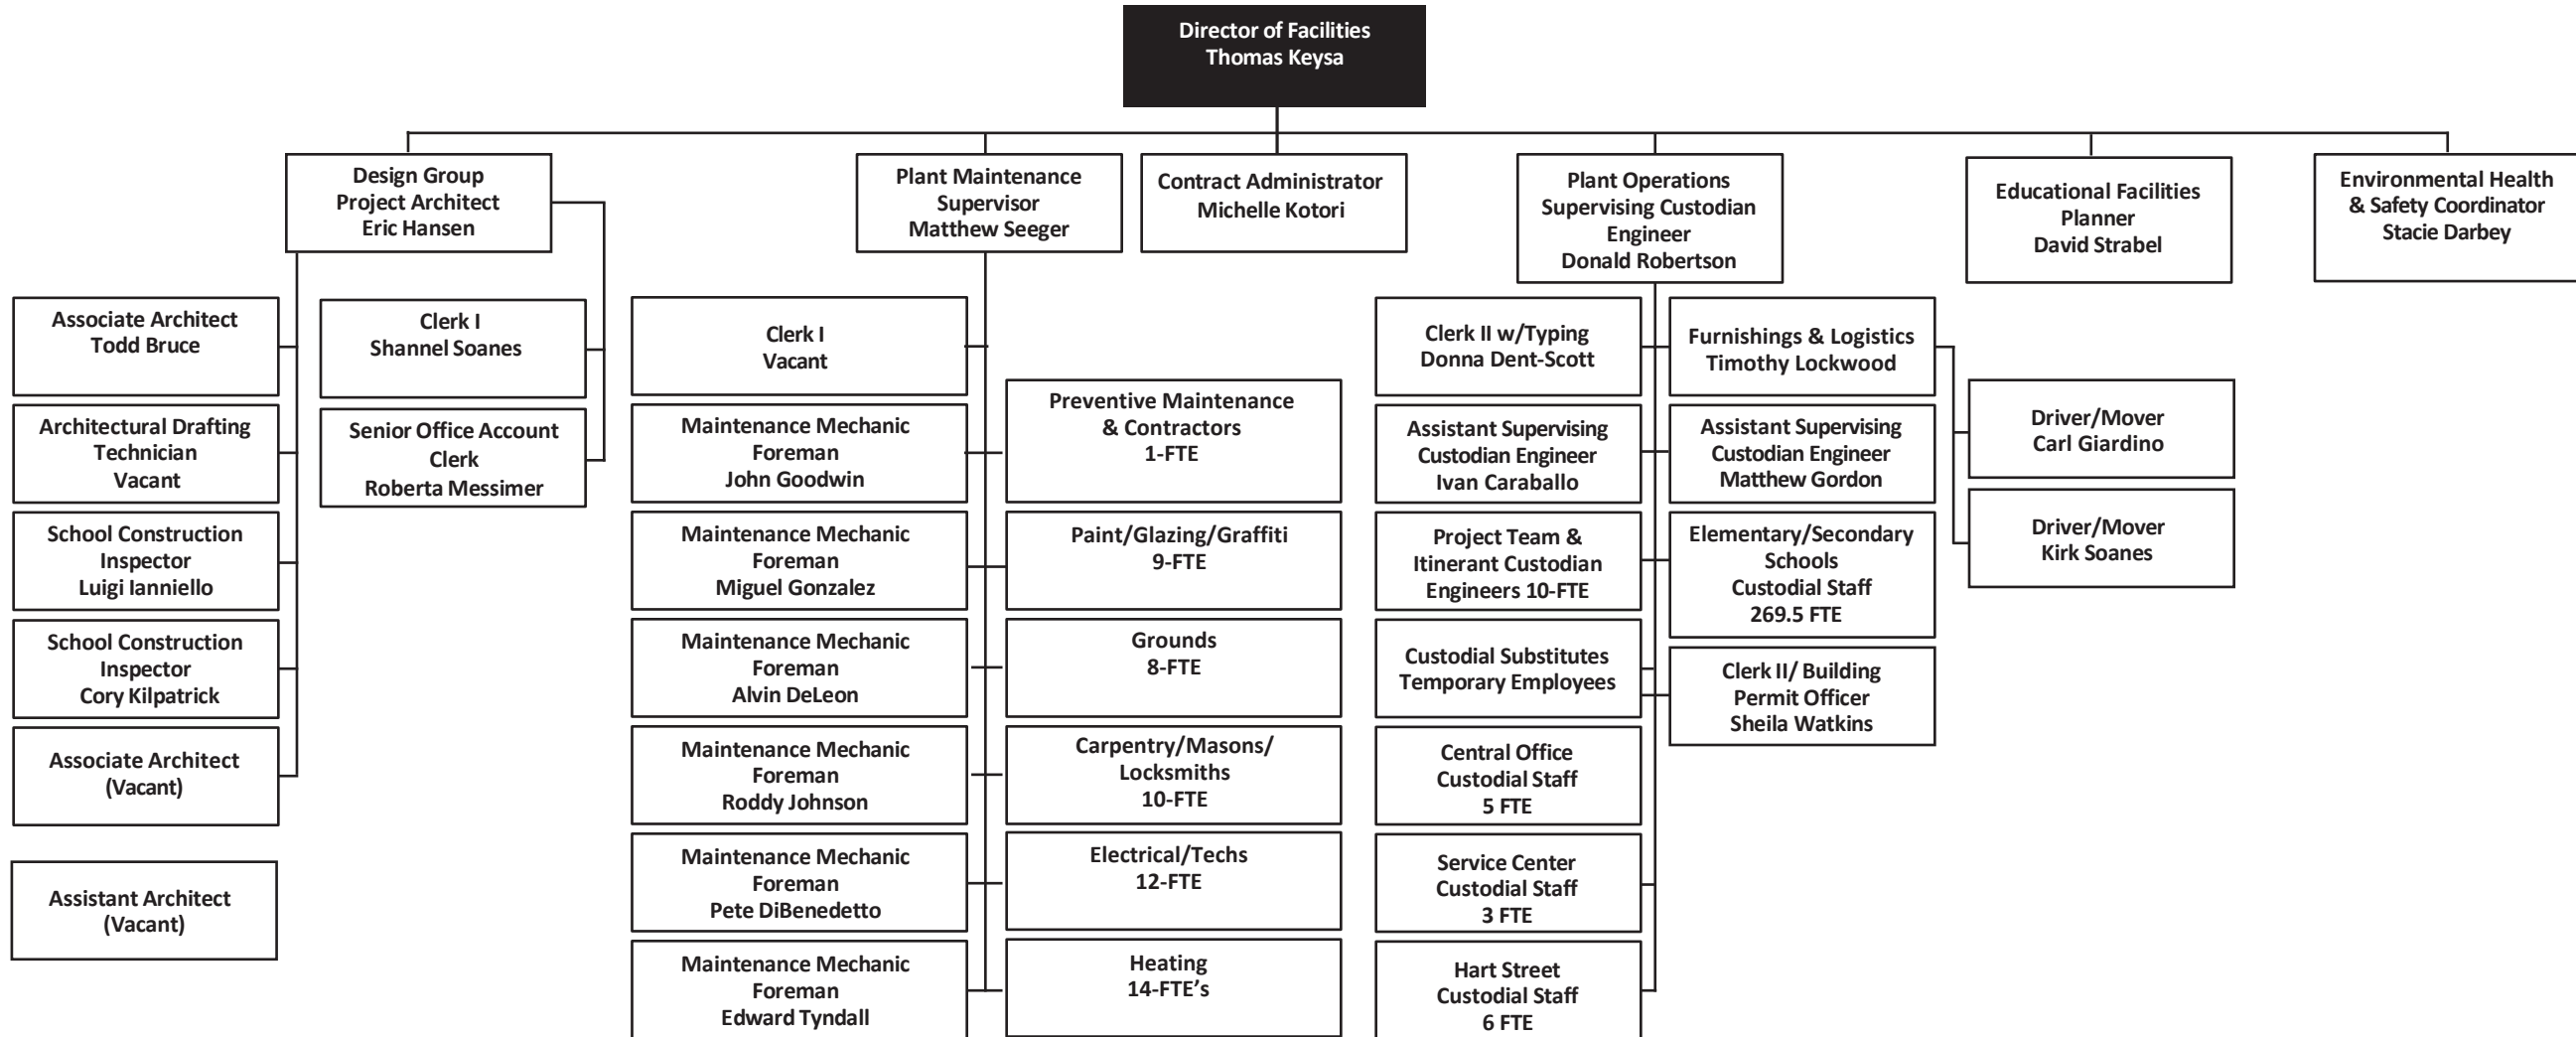 Director of Facilities
Thomas Keysa
Design Group
Project Architect
Eric Hansen
Plant Maintenance
Supervisor
Matthew Seeger
Contract Administrator
Michelle Kotori
Plant Operations
Supervising Custodian
Engineer
Donald Robertson
Educational Facilities
Planner
David Strabel
Environmental Health
& Safety Coordinator
Stacie Darbey
Associate Architect
Todd Bruce
Architectural Drafting
Technician
Vacant
School Construction
Inspector
Luigi Ianniello
School Construction
Inspector
Cory Kilpatrick
Associate Architect
(Vacant)
Assistant Architect
(Vacant)
Clerk I
Shannel Soanes
Senior Office Account
Clerk
Roberta Messimer
Clerk I
Vacant
Maintenance Mechanic
Foreman
John Goodwin
Maintenance Mechanic
Foreman
Miguel Gonzalez
Maintenance Mechanic
Foreman
Alvin DeLeon
Maintenance Mechanic
Foreman
Roddy Johnson
Maintenance Mechanic
Foreman
Pete DiBenedetto
Maintenance Mechanic
Foreman
Edward Tyndall
Preventive Maintenance
& Contractors
1-FTE
Paint/Glazing/Graffiti
9-FTE
Grounds
8-FTE
Carpentry/Masons/
Locksmiths
10-FTE
Electrical/Techs
12-FTE
Heating
14-FTE’s
Clerk II w/Typing
Donna Dent-Scott
Assistant Supervising
Custodian Engineer
Ivan Caraballo
Project Team &
Itinerant Custodian
Engineers 10-FTE
Custodial Substitutes
Temporary Employees
Central Office
Custodial Staff
5 FTE
Service Center
Custodial Staff
3 FTE
Hart Street
Custodial Staff
6 FTE
Furnishings & Logistics
Timothy Lockwood
Assistant Supervising
Custodian Engineer
Matthew Gordon
Elementary/Secondary
Schools
Custodial Staff
269.5 FTE
Clerk II/ Building
Permit Officer
Sheila Watkins
Driver/Mover
Carl Giardino
Driver/Mover
Kirk Soanes